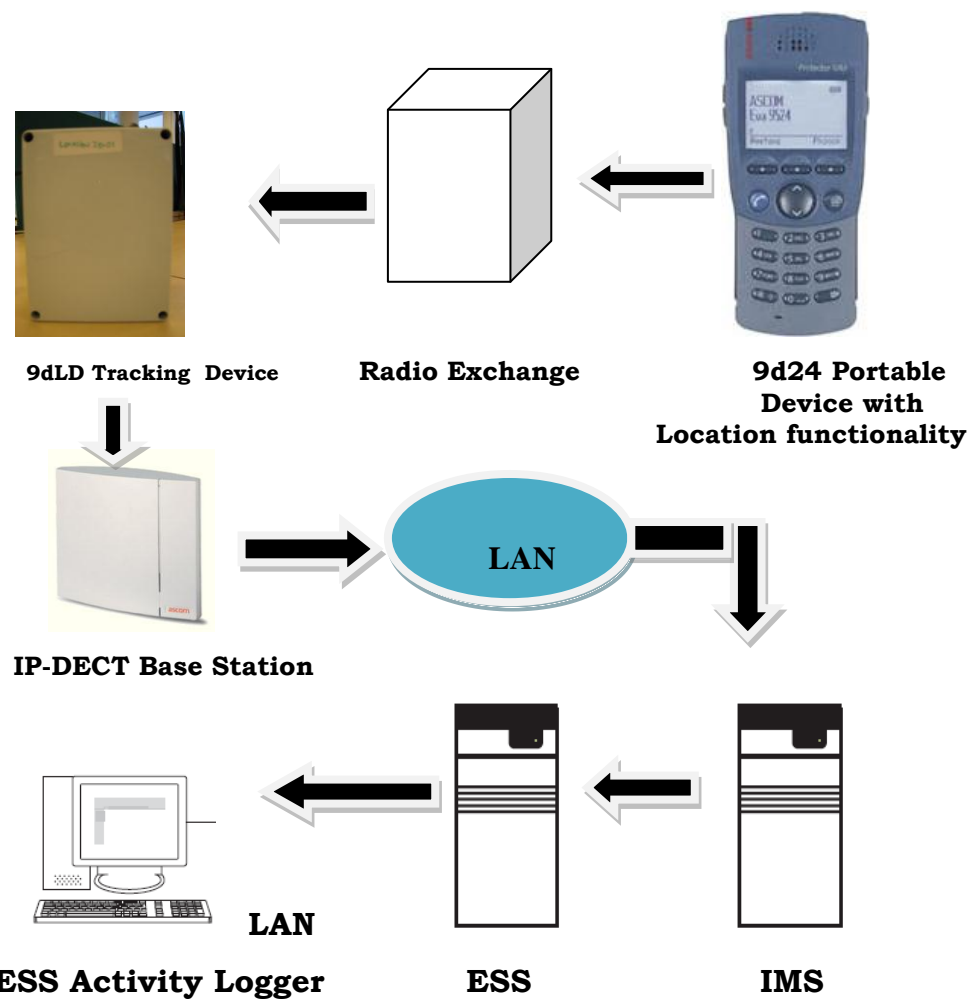 ASCOM
Eva 9524
9dLD Tracking Device
Radio Exchange
9d24 Portable
Device with
Location functionality
LAN
ascom
IP-DECT Base Station
LAN
ESS Activity Logger
ESS
IMS